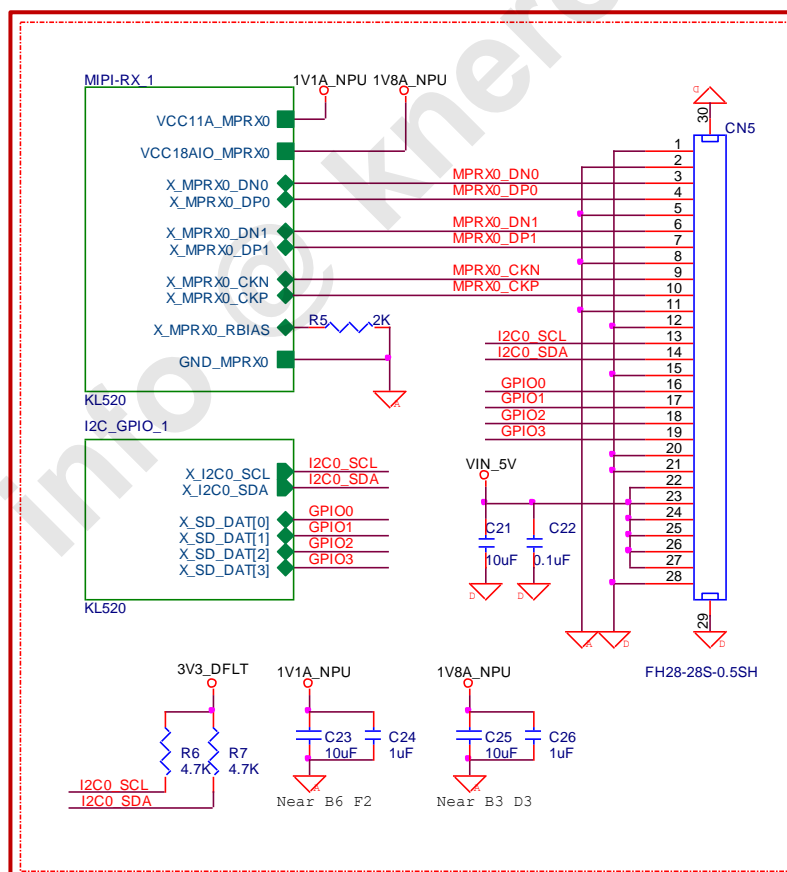 info @ knero
MIPI-RX_1
1V1A_NPU
1V8A_NPU
VCC11A_MPRX0
VCC18AIO_MPRX0
X_MPRX0_DN0
X_MPRX0_DP0
X_MPRX0_DN1
X_MPRX0_DP1
X_MPRX0_CKN
X_MPRX0_CKP
X_MPRX0_RBIAS
GND_MPRX0
KL520
R5
2K
A
MPRX0_DN0
MPRX0_DP0
MPRX0_DN1
MPRX0_DP1
MPRX0_CKN
MPRX0_CKP
I2C0_SCL
I2C0_SDA
GPIO0
GPIO1
GPIO2
GPIO3
D
30
CN5
1
2
3
4
5
6
7
8
9
10
11
12
13
14
15
16
17
18
19
20
21
22
23
24
25
26
27
28
29
A
D
D
FH28-28S-0.5SH
I2C_GPIO_1
X_I2C0_SCL
X_I2C0_SDA
X_SD_DAT[0]
X_SD_DAT[1]
X_SD_DAT[2]
X_SD_DAT[3]
KL520
I2C0_SCL
I2C0_SDA
GPIO0
GPIO1
GPIO2
GPIO3
VIN_5V
C21
10uF
C22
0.1uF
D
D
3V3_DFLT
R6
4.7K
R7
4.7K
I2C0_SCL
I2C0_SDA
1V1A_NPU
C23
10uF
C24
1uF
A
Near B6 F2
1V8A_NPU
C25
10uF
C26
1uF
A
Near B3 D3